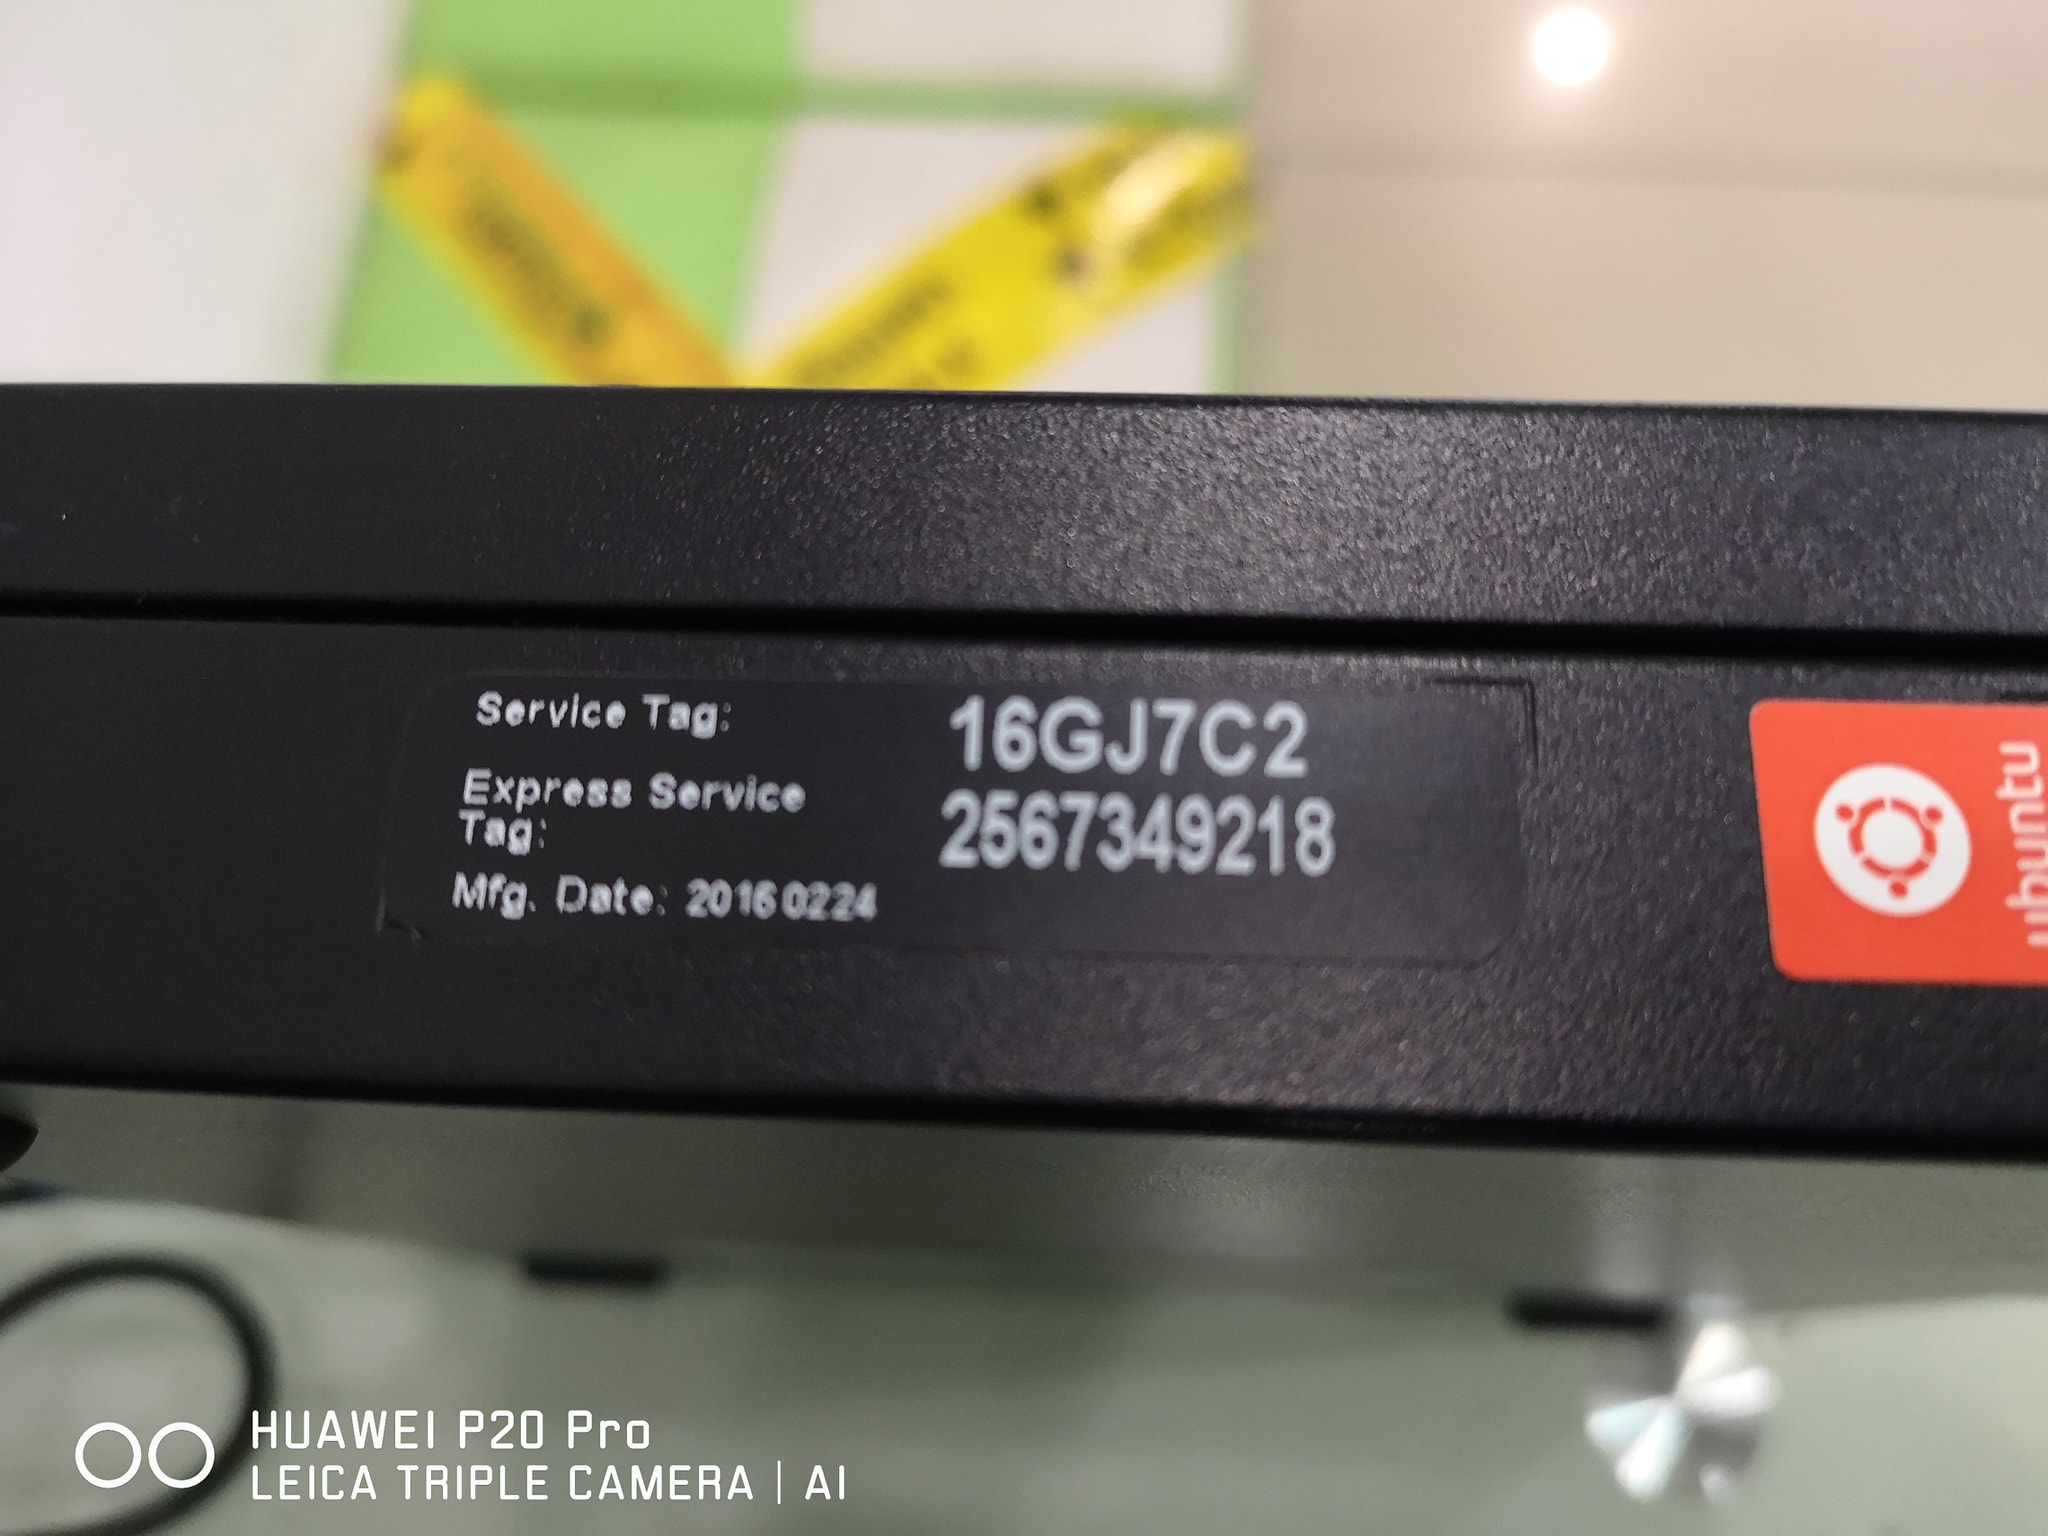 Service Tag: 16GJ7C2
Express Service
Tag: 2567349218
Mfg. Date: 20160224
ubuntu
HUAWEI P20 Pro
LEICA TRIPLE CAMERA | AI